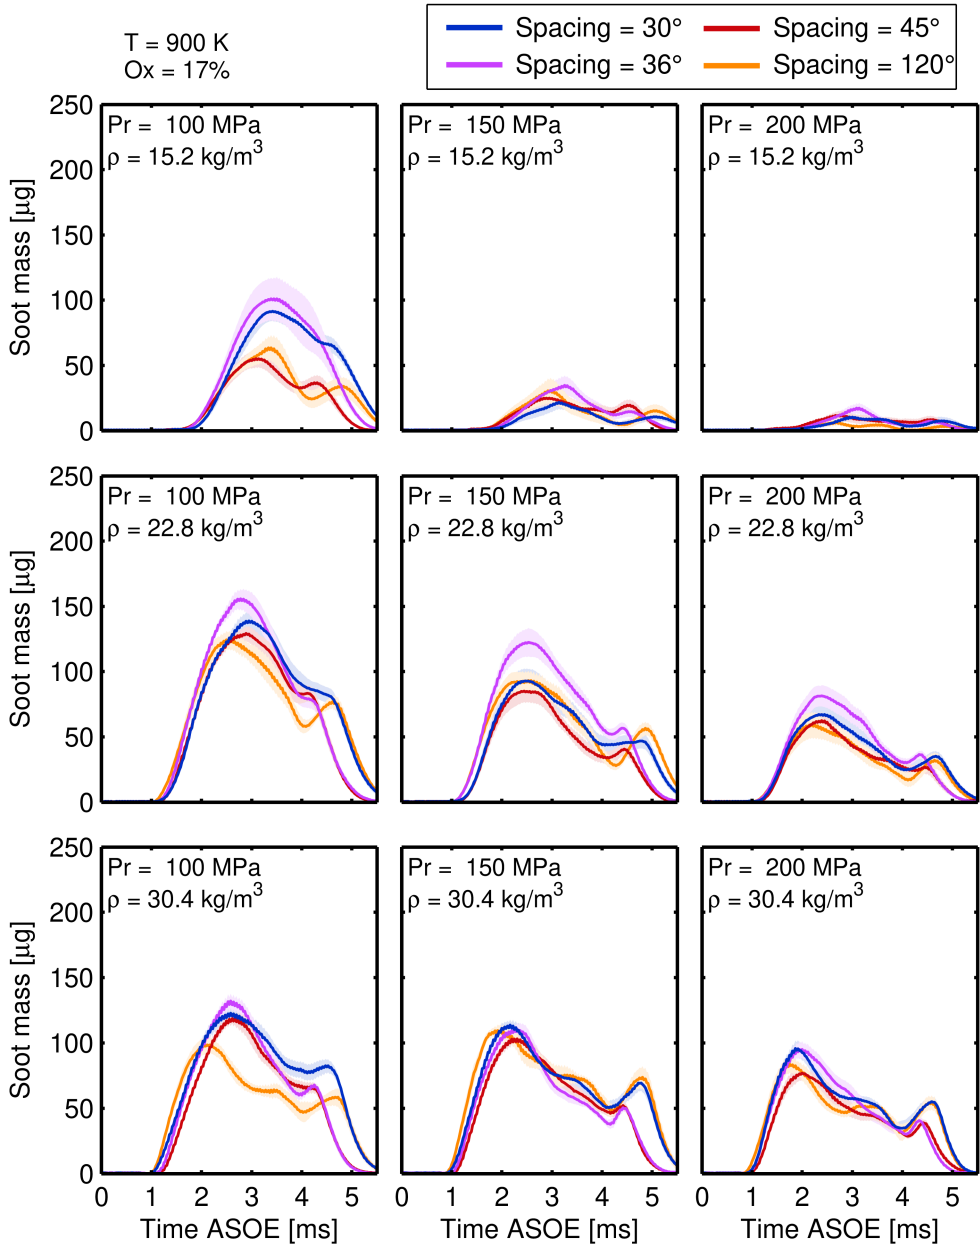 T = 900 K
Ox = 17%
Spacing = 30°
Spacing = 45°
Spacing = 36°
Spacing = 120°
Pr = 100 MPa
ρ = 15.2 kg/m³
Pr = 150 MPa
ρ = 15.2 kg/m³
Pr = 200 MPa
ρ = 15.2 kg/m³
250
200
150
100
50
0
Soot mass [µg]
Pr = 100 MPa
ρ = 22.8 kg/m³
Pr = 150 MPa
ρ = 22.8 kg/m³
Pr = 200 MPa
ρ = 22.8 kg/m³
250
200
150
100
50
0
Soot mass [µg]
Pr = 100 MPa
ρ = 30.4 kg/m³
Pr = 150 MPa
ρ = 30.4 kg/m³
Pr = 200 MPa
ρ = 30.4 kg/m³
250
200
150
100
50
0
Soot mass [µg]
0 1 2 3 4 5
0 1 2 3 4 5
0 1 2 3 4 5
Time ASOE [ms]
Time ASOE [ms]
Time ASOE [ms]